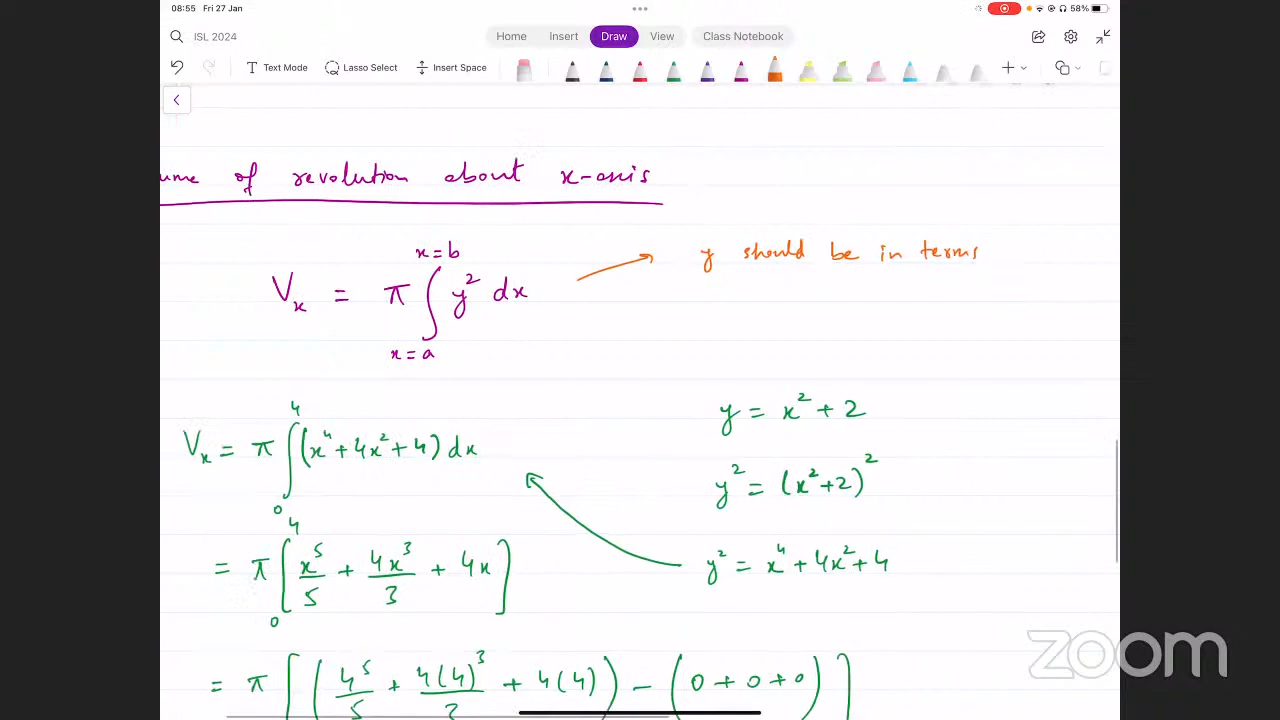 08:55 Fri 27 Jan
58%
ISL 2024
Home Insert Draw View Class Notebook
Text Mode Lasso Select Insert Space
ume of revolution about x-axis
x=b
V_x = π ∫ y² dx
x=a
y should be in terms
4
V_x = π ∫ (x⁴+4x²+4) dx
0
y = x²+2
y² = (x²+2)²
y² = x⁴+4x²+4
4
= π [ x⁵/5 + 4x³/3 + 4x ]
0
= π [ ( 4⁵/5 + 4(4)³/3 + 4(4) ) − ( 0+0+0 ) ]
zoom